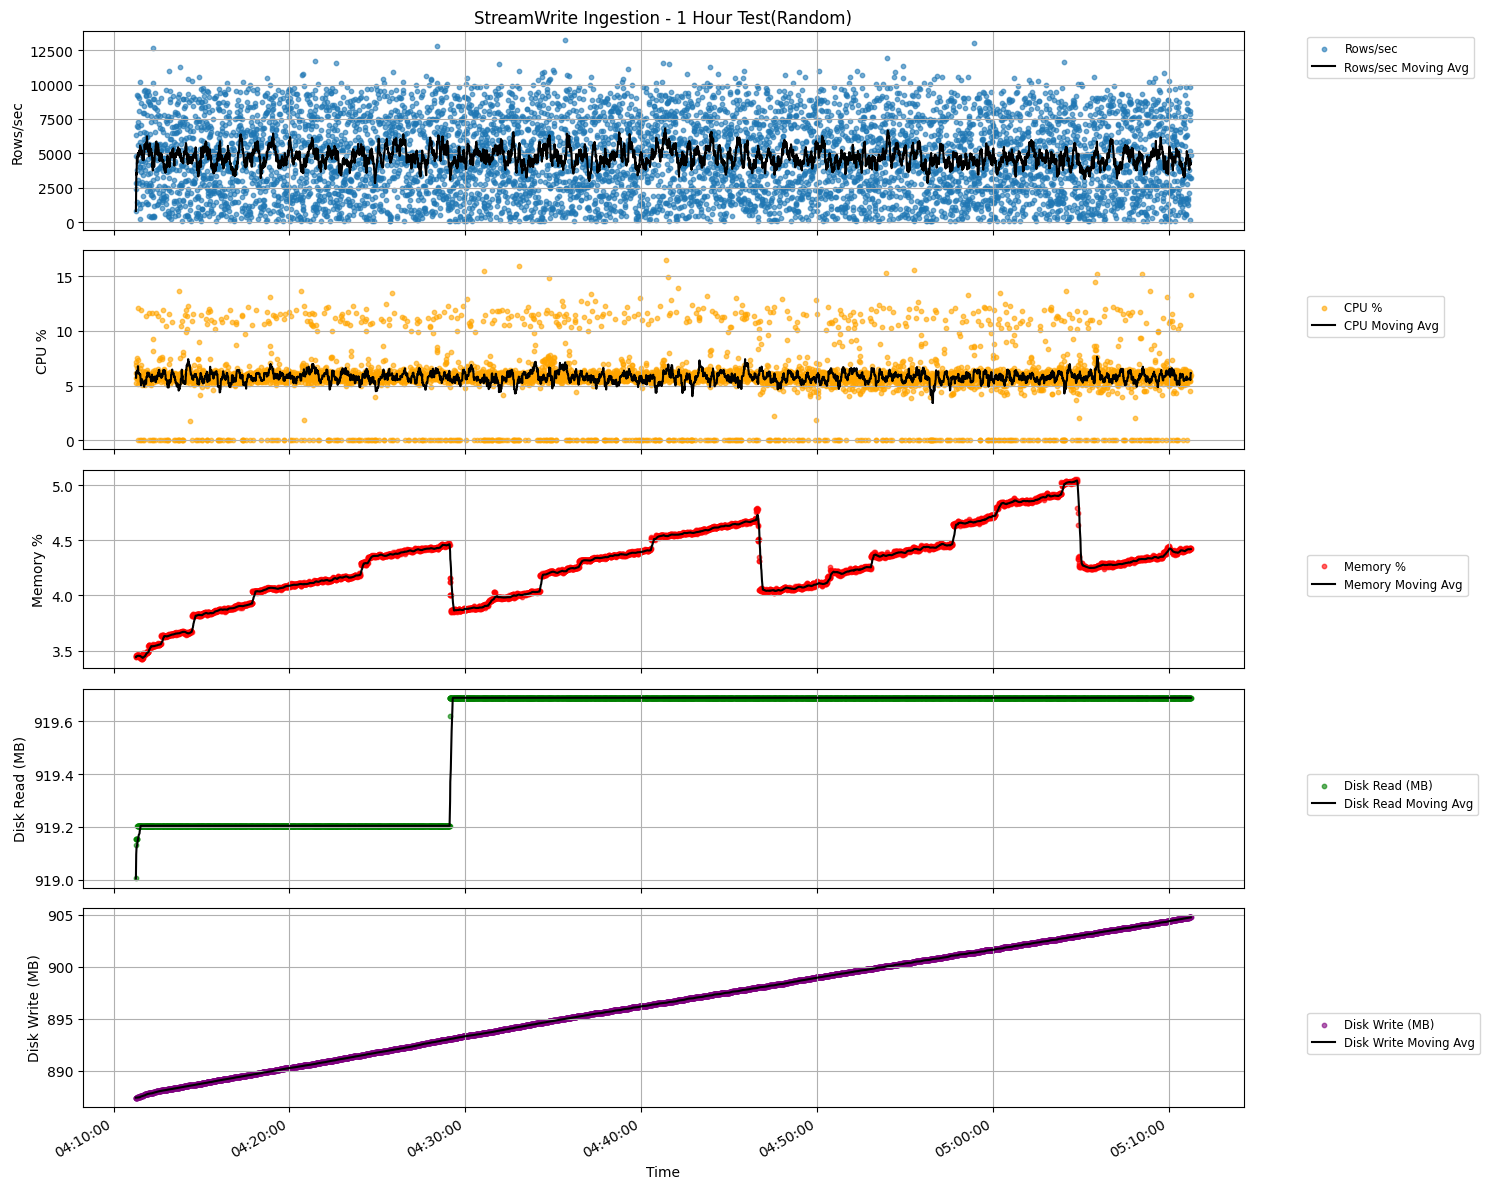 StreamWrite Ingestion - 1 Hour Test(Random)
12500
10000
7500
5000
2500
0
Rows/sec
Rows/sec
Rows/sec Moving Avg
15
10
5
0
CPU %
CPU %
CPU Moving Avg
5.0
4.5
4.0
3.5
Memory %
Memory %
Memory Moving Avg
919.6
919.4
919.2
919.0
Disk Read (MB)
Disk Read (MB)
Disk Read Moving Avg
905
900
895
890
Disk Write (MB)
Disk Write (MB)
Disk Write Moving Avg
04:10:00
04:20:00
04:30:00
04:40:00
04:50:00
05:00:00
05:10:00
Time